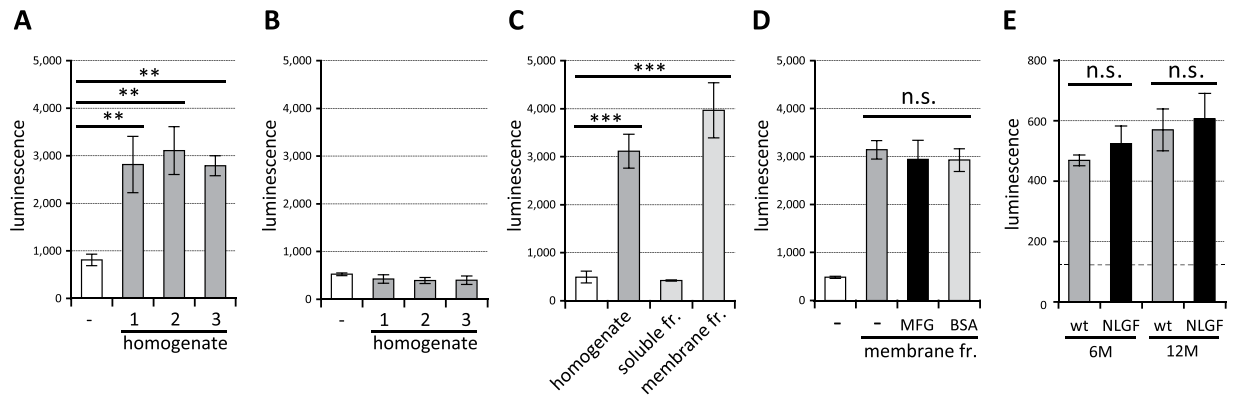 A
5,000
4,000
3,000
2,000
1,000
0
luminescence
**
**
**
-
1
2
3
homogenate
B
5,000
4,000
3,000
2,000
1,000
0
luminescence
-
1
2
3
homogenate
C
5,000
4,000
3,000
2,000
1,000
0
luminescence
***
***
homogenate
soluble fr.
membrane fr.
D
5,000
4,000
3,000
2,000
1,000
0
luminescence
n.s.
-
-
MFG
BSA
membrane fr.
E
800
600
400
200
0
luminescence
n.s.
n.s.
wt
NLGF
wt
NLGF
6M
12M